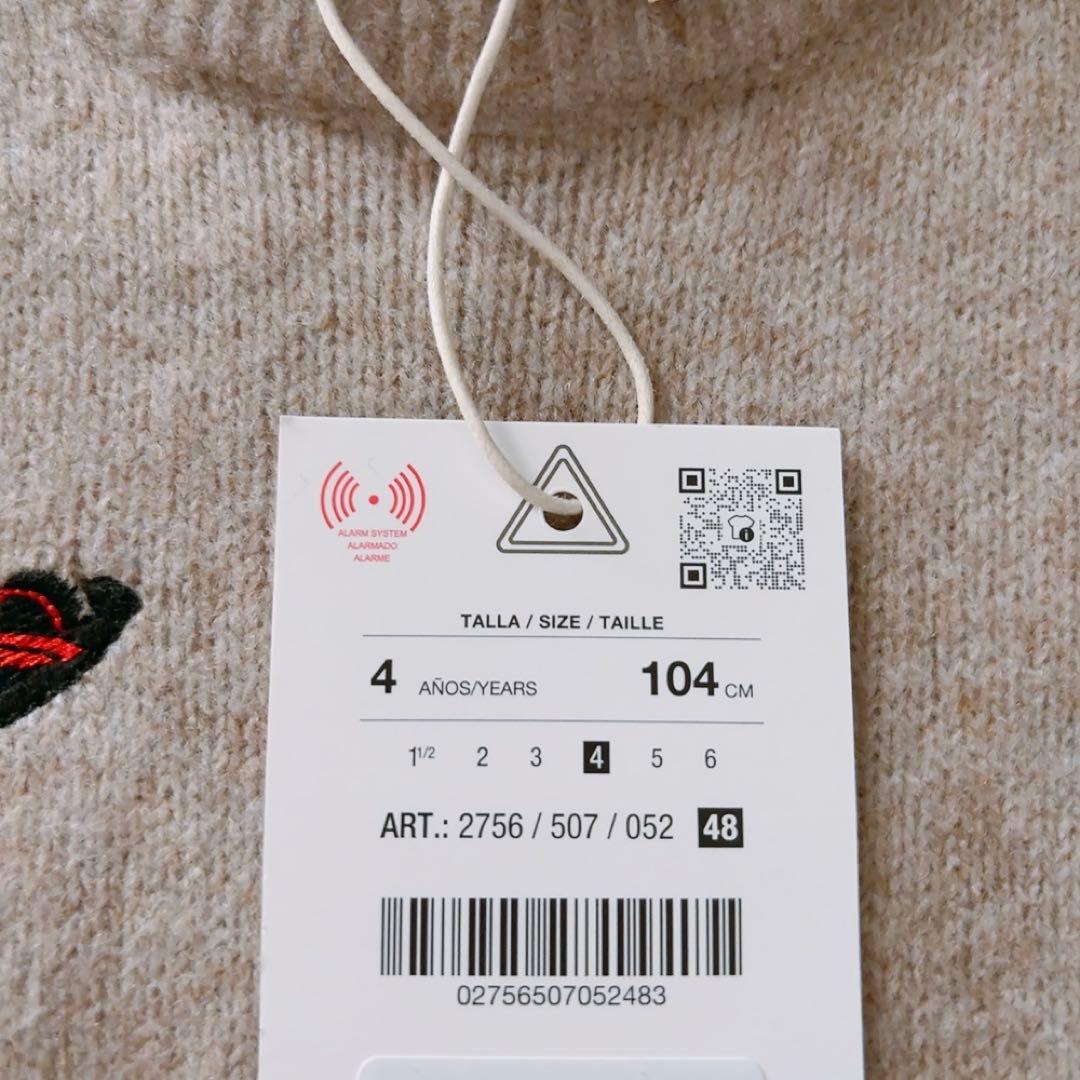 ALARM SYSTEM
ALARMADO
ALARME
i
TALLA / SIZE / TAILLE
4 AÑOS/YEARS 104 CM
1 1/2 2 3 4 5 6
ART.: 2756 / 507 / 052 48
02756507052483